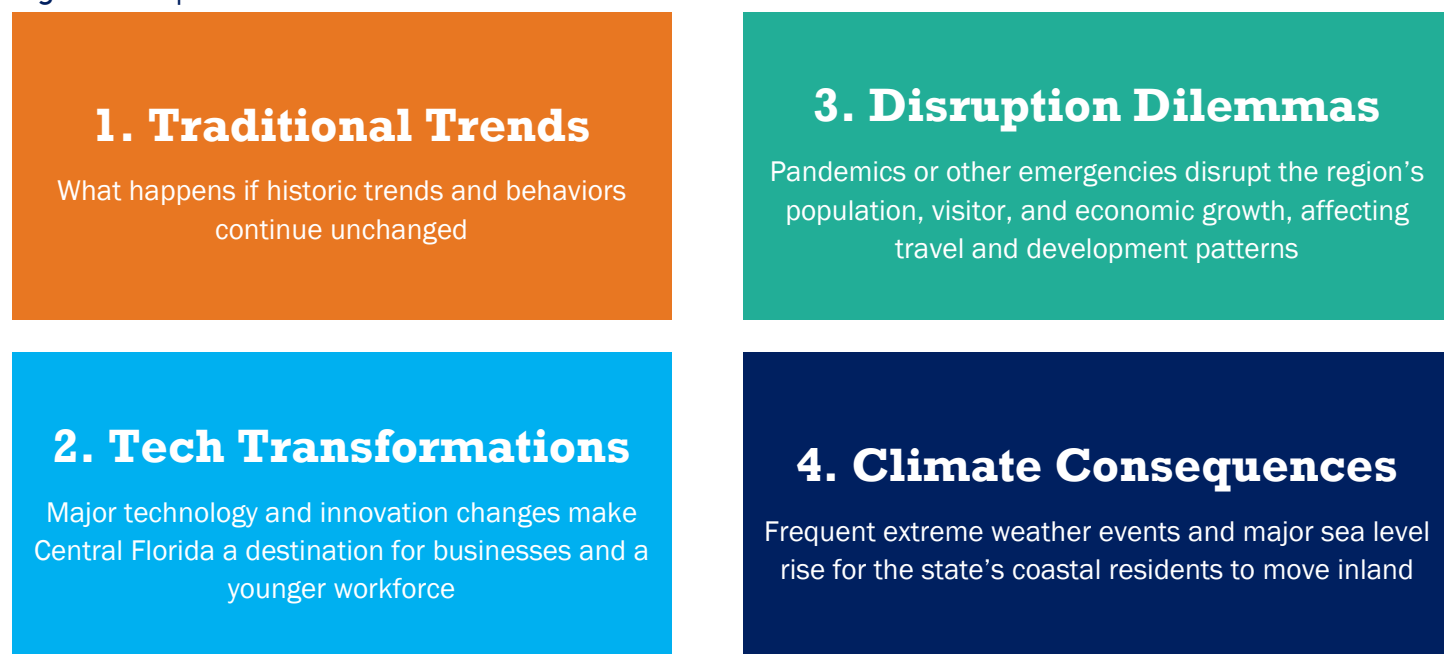 1. Traditional Trends
What happens if historic trends and behaviors
continue unchanged
2. Tech Transformations
Major technology and innovation changes make
Central Florida a destination for businesses and a
younger workforce
3. Disruption Dilemmas
Pandemics or other emergencies disrupt the region’s
population, visitor, and economic growth, affecting
travel and development patterns
4. Climate Consequences
Frequent extreme weather events and major sea level
rise for the state’s coastal residents to move inland